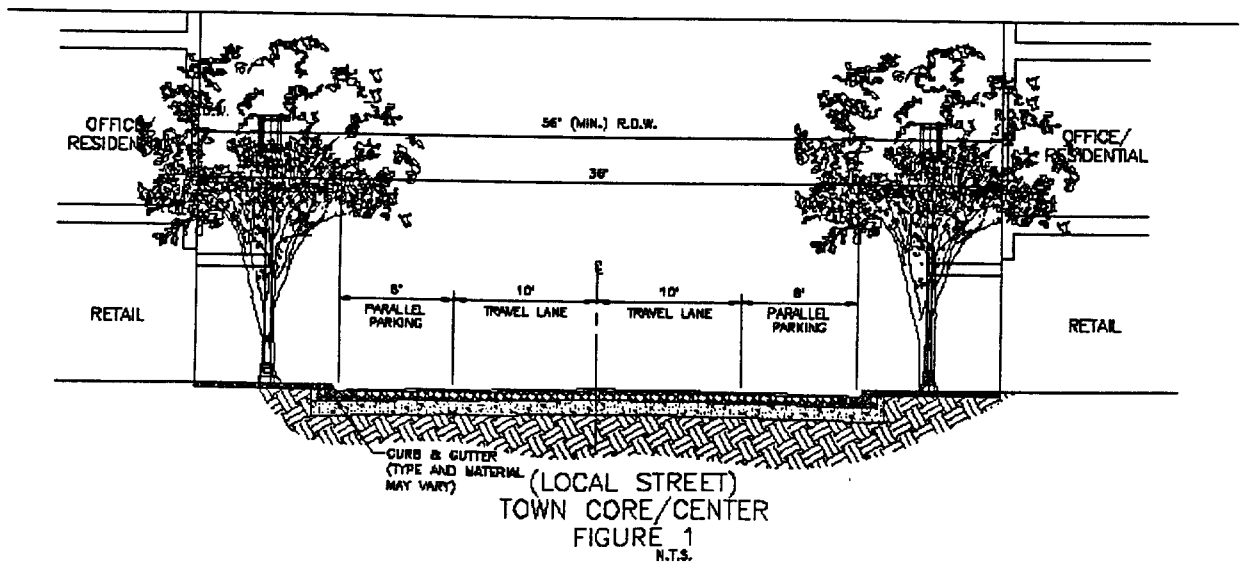 56' (MIN.) R.O.W.
OFFICE/
RESIDENTIAL
36'
OFFICE/
RESIDENTIAL
8'
10'
10'
8'
PARALLEL
PARKING
TRAVEL LANE
TRAVEL LANE
PARALLEL
PARKING
RETAIL
RETAIL
CURB & GUTTER
(TYPE AND MATERIAL
MAY VARY)
(LOCAL STREET)
TOWN CORE/CENTER
FIGURE 1
N.T.S.